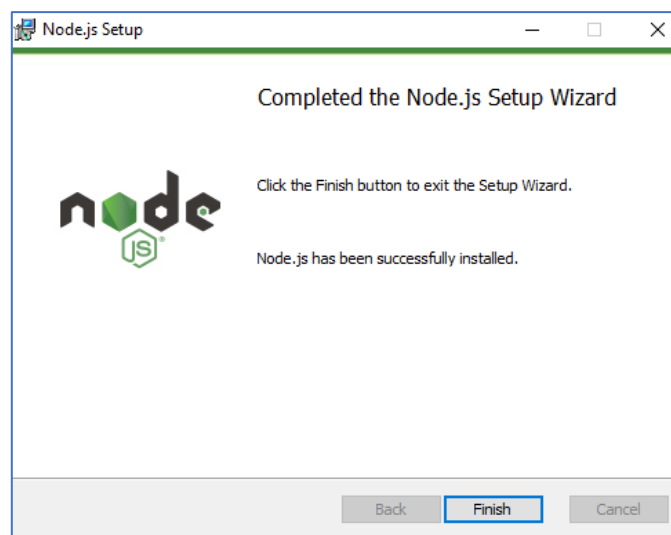 Node.js Setup
Completed the Node.js Setup Wizard
Click the Finish button to exit the Setup Wizard.
node
JS
Node.js has been successfully installed.
Back
Finish
Cancel